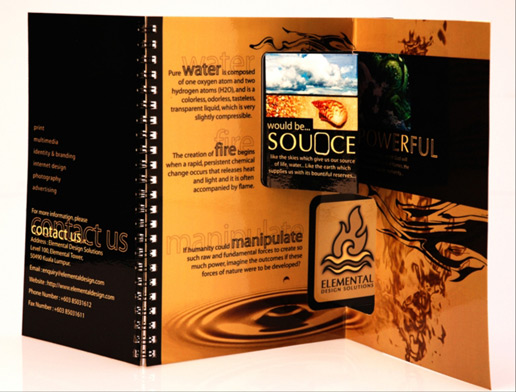 print
multimedia
identity & branding
internet design
photography
advertising
For more information, please
contact us
contact us
Address : Elemental Design Solutions
Level 100, Elemental Tower,
50490 Kuala Lumpur
Email : enquiry@elementaldesign.com
Website : http://www.elementaldesign.com
Phone Number : +603 85031612
Fax Number : +603 85031611
water
Pure water is composed
of one oxygen atom and two
hydrogen atoms (H2O), and is a
colorless, odorless, tasteless,
transparent liquid, which is very
slightly compressible.
fire
The creation of fire begins
when a rapid, persistent chemical
change occurs that releases heat
and light and it is often
accompanied by flame.
manipulate
If humanity could manipulate
such raw and fundamental forces to create so
much power, imagine the outcomes if these
forces of nature were to be developed?
would be...
SOU▯CE
like the skies which give us our source
of life, water.. Like the earth which
supplies us with its bountiful reserves...
POWERFUL
ELEMENTAL
DESIGN SOLUTIONS